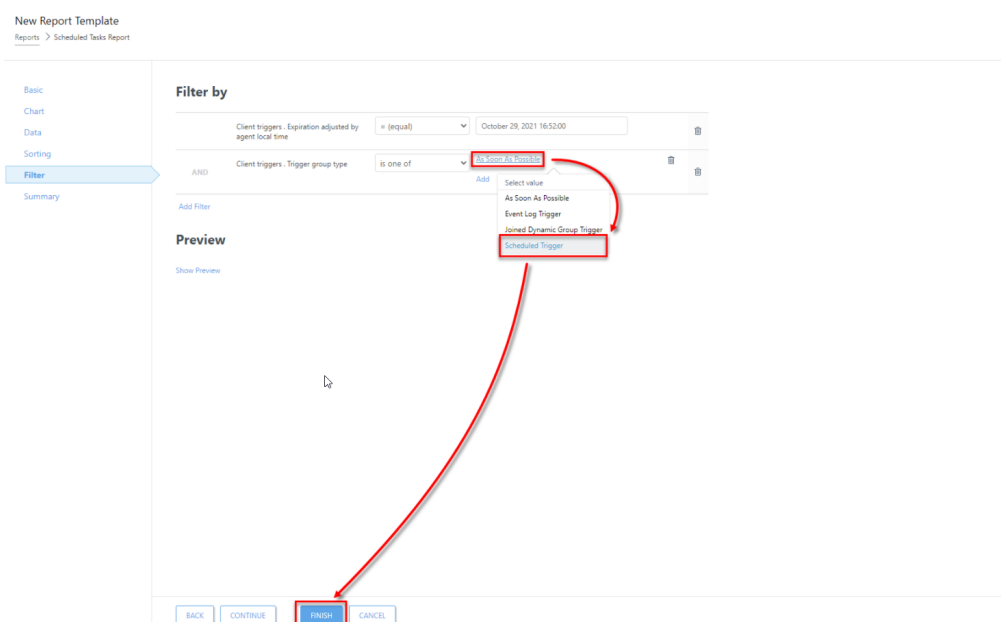 New Report Template
Reports > Scheduled Tasks Report
Basic
Chart
Data
Sorting
Filter
Summary
Filter by
Client triggers . Expiration adjusted by
agent local time
= (equal)
October 29, 2021 16:52:00
AND
Client triggers . Trigger group type
is one of
As Soon As Possible
Add
Select value
As Soon As Possible
Event Log Trigger
Joined Dynamic Group Trigger
Scheduled Trigger
Add Filter
Preview
Show Preview
BACK
CONTINUE
FINISH
CANCEL